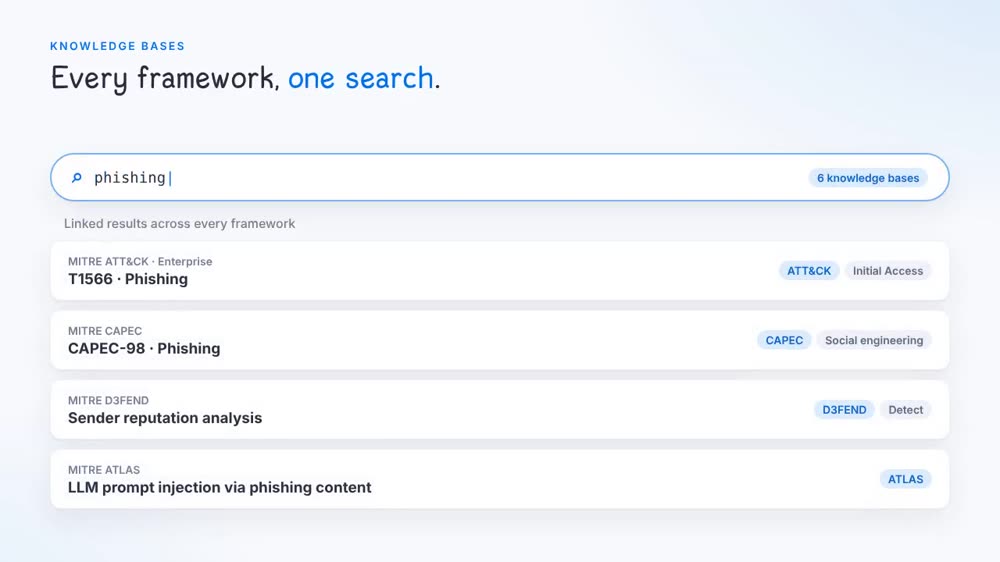 KNOWLEDGE BASES
Every framework, one search.
phishing
6 knowledge bases
Linked results across every framework
MITRE ATT&CK · Enterprise
T1566 · Phishing
ATT&CK
Initial Access
MITRE CAPEC
CAPEC-98 · Phishing
CAPEC
Social engineering
MITRE D3FEND
Sender reputation analysis
D3FEND
Detect
MITRE ATLAS
LLM prompt injection via phishing content
ATLAS